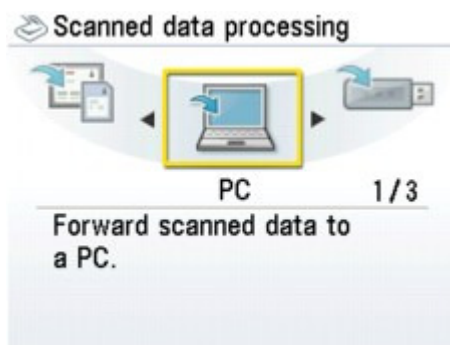 Scanned data processing
PC 1/3
Forward scanned data to
a PC.